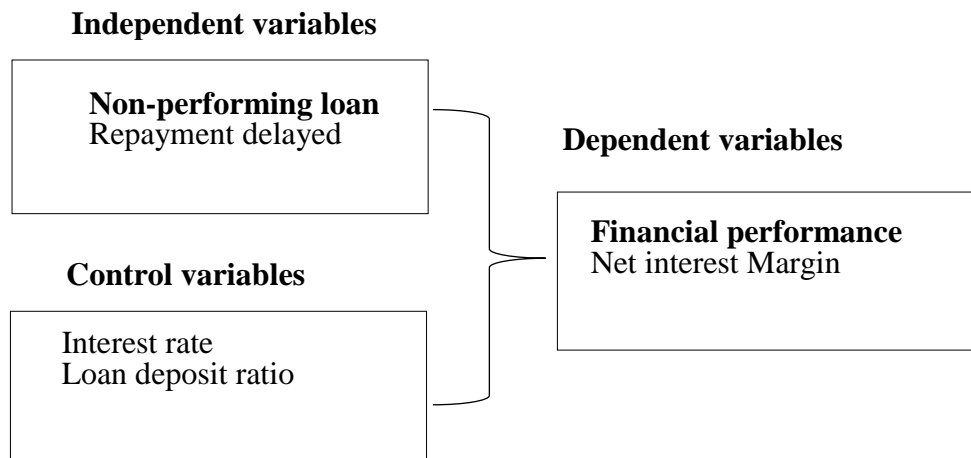 Independent variables
Non-performing loan
Repayment delayed
Dependent variables
Financial performance
Net interest Margin
Control variables
Interest rate
Loan deposit ratio